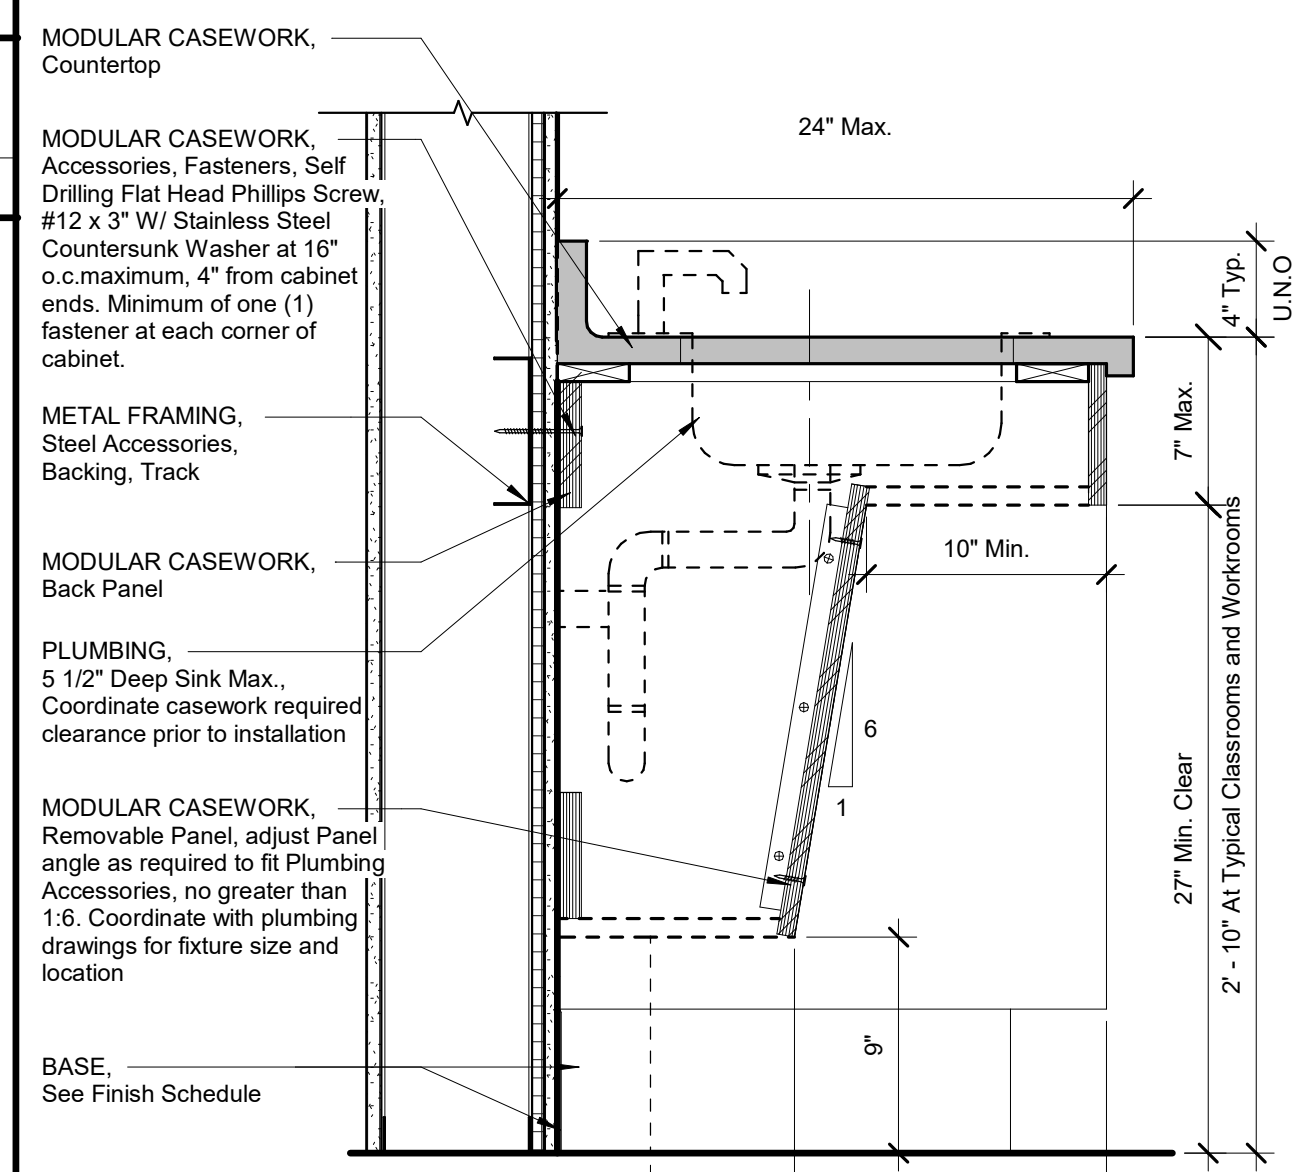 MODULAR CASEWORK,
Countertop
MODULAR CASEWORK,
Accessories, Fasteners, Self
Drilling Flat Head Phillips Screw,
#12 x 3" W/ Stainless Steel
Countersunk Washer at 16"
o.c.maximum, 4" from cabinet
ends. Minimum of one (1)
fastener at each corner of
cabinet.
METAL FRAMING,
Steel Accessories,
Backing, Track
MODULAR CASEWORK,
Back Panel
PLUMBING,
5 1/2" Deep Sink Max.,
Coordinate casework required
clearance prior to installation
MODULAR CASEWORK,
Removable Panel, adjust Panel
angle as required to fit Plumbing
Accessories, no greater than
1:6. Coordinate with plumbing
drawings for fixture size and
location
BASE,
See Finish Schedule
24" Max.
4" Typ.
U.N.O
7" Max.
10" Min.
6
1
27" Min. Clear
2' - 10" At Typical Classrooms and Workrooms
9"